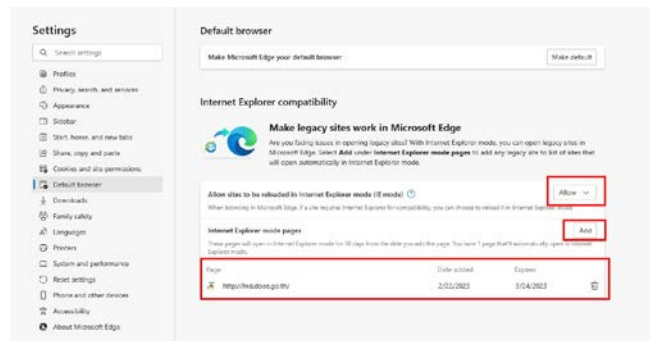 Settings
Search settings
Profiles
Privacy, search, and services
Appearance
Sidebar
Start, home, and new tabs
Share, copy and paste
Cookies and site permissions
Default browser
Downloads
Family safety
Languages
Printers
System and performance
Reset settings
Phone and other devices
Accessibility
About Microsoft Edge
Default browser
Make Microsoft Edge your default browser
Make default
Internet Explorer compatibility
Make legacy sites work in Microsoft Edge
Are you facing issues in opening legacy sites? With Internet Explorer mode, you can open legacy sites in
Microsoft Edge. Select Add under Internet Explorer mode pages to add any legacy site to list of sites that
will open automatically in Internet Explorer mode.
Allow sites to be reloaded in Internet Explorer mode (IE mode)
Allow
When browsing in Microsoft Edge, if a site requires Internet Explorer for compatibility, you can choose to reload it in Internet Explorer mode
Internet Explorer mode pages
Add
These pages will open in Internet Explorer mode for 30 days from the date you add the page. You have 1 page that'll automatically open in Internet
Explorer mode.
Page
Date added
Expires
2/22/2023
3/24/2023